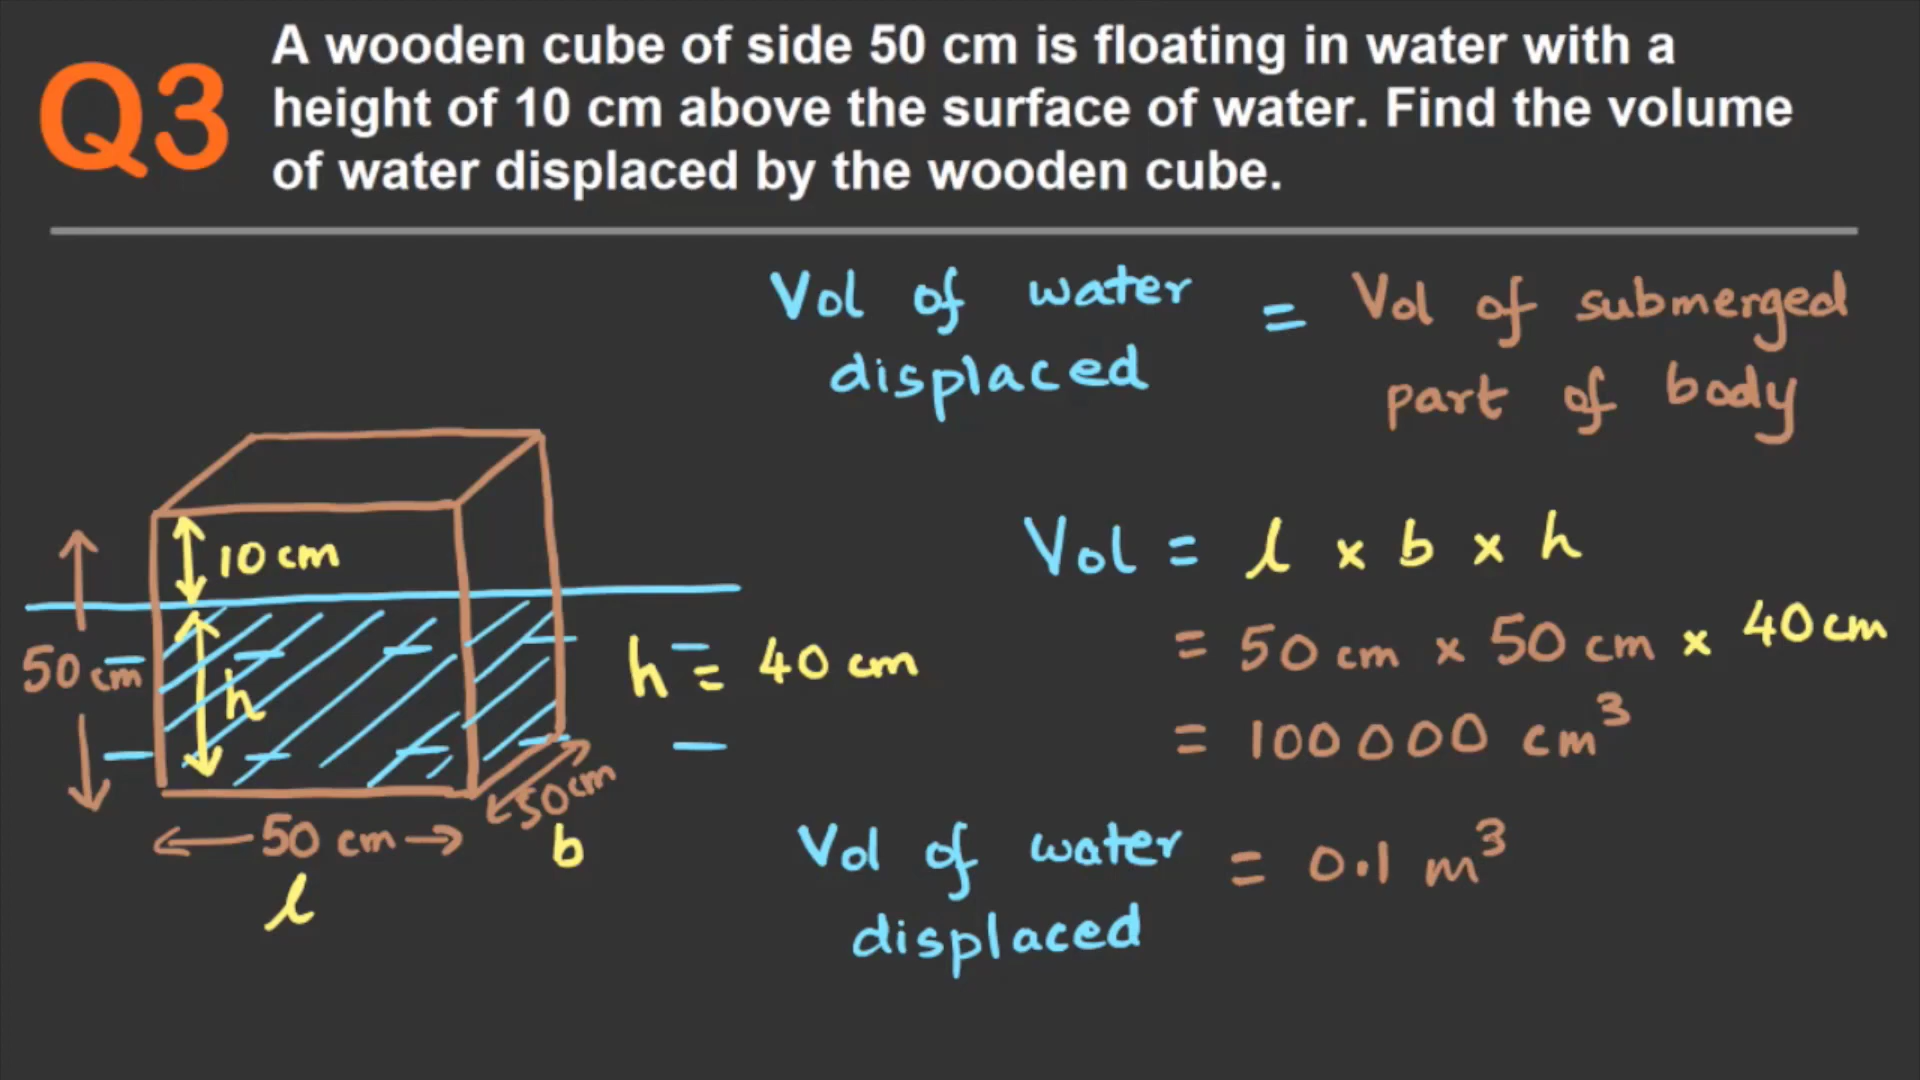 Q3
A wooden cube of side 50 cm is floating in water with a
height of 10 cm above the surface of water. Find the volume
of water displaced by the wooden cube.
Vol of water
displaced
= Vol of submerged
part of body
10 cm
50 cm
h
50 cm
l
50cm
b
h = 40 cm
Vol = l × b × h
= 50 cm × 50 cm × 40 cm
= 100000 cm³
Vol of water
displaced
= 0.1 m³